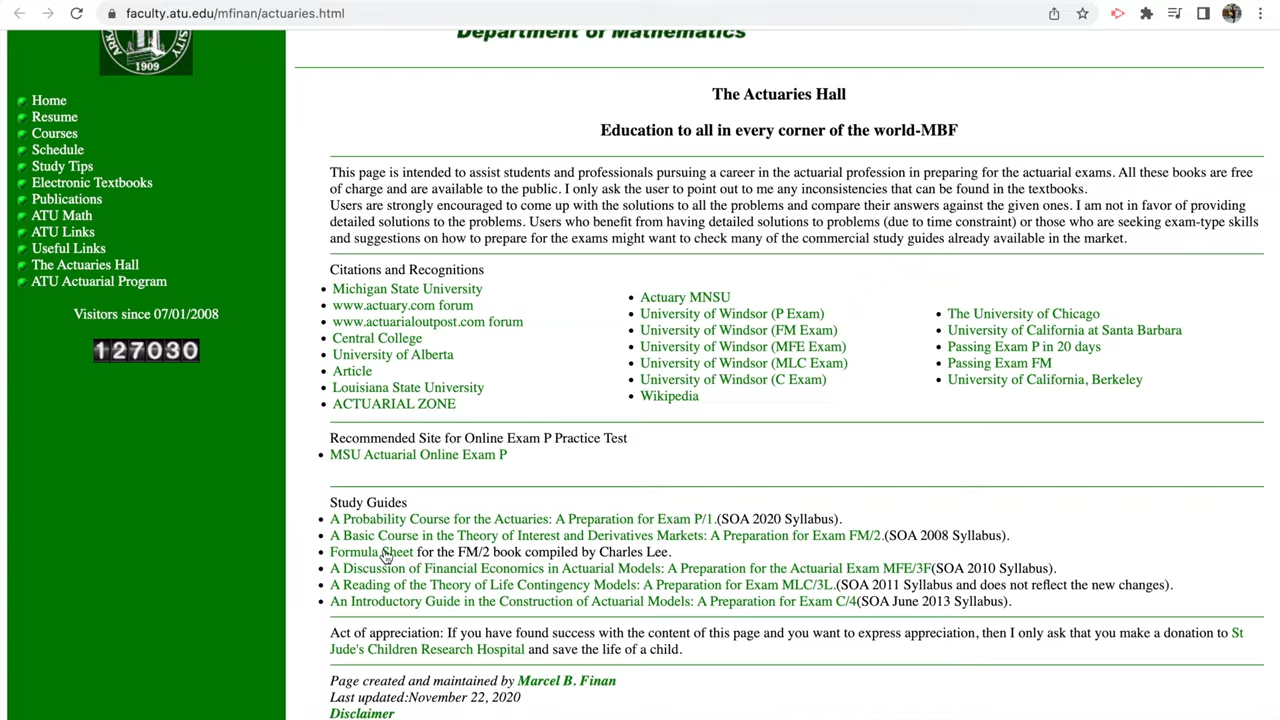 faculty.atu.edu/mfinan/actuaries.html
Department of Mathematics
1909
Home
Resume
Courses
Schedule
Study Tips
Electronic Textbooks
Publications
ATU Math
ATU Links
Useful Links
The Actuaries Hall
ATU Actuarial Program
Visitors since 07/01/2008
127030
The Actuaries Hall
Education to all in every corner of the world-MBF
This page is intended to assist students and professionals pursuing a career in the actuarial profession in preparing for the actuarial exams. All these books are free
of charge and are available to the public. I only ask the user to point out to me any inconsistencies that can be found in the textbooks.
Users are strongly encouraged to come up with the solutions to all the problems and compare their answers against the given ones. I am not in favor of providing
detailed solutions to the problems. Users who benefit from having detailed solutions to problems (due to time constraint) or those who are seeking exam-type skills
and suggestions on how to prepare for the exams might want to check many of the commercial study guides already available in the market.
Citations and Recognitions
Michigan State University
www.actuary.com forum
www.actuarialoutpost.com forum
Central College
University of Alberta
Article
Louisiana State University
ACTUARIAL ZONE
Actuary MNSU
University of Windsor (P Exam)
University of Windsor (FM Exam)
University of Windsor (MFE Exam)
University of Windsor (MLC Exam)
University of Windsor (C Exam)
Wikipedia
The University of Chicago
University of California at Santa Barbara
Passing Exam P in 20 days
Passing Exam FM
University of California, Berkeley
Recommended Site for Online Exam P Practice Test
MSU Actuarial Online Exam P
Study Guides
A Probability Course for the Actuaries: A Preparation for Exam P/1.(SOA 2020 Syllabus).
A Basic Course in the Theory of Interest and Derivatives Markets: A Preparation for Exam FM/2.(SOA 2008 Syllabus).
Formula Sheet for the FM/2 book compiled by Charles Lee.
A Discussion of Financial Economics in Actuarial Models: A Preparation for the Actuarial Exam MFE/3F(SOA 2010 Syllabus).
A Reading of the Theory of Life Contingency Models: A Preparation for Exam MLC/3L.(SOA 2011 Syllabus and does not reflect the new changes).
An Introductory Guide in the Construction of Actuarial Models: A Preparation for Exam C/4(SOA June 2013 Syllabus).
Act of appreciation: If you have found success with the content of this page and you want to express appreciation, then I only ask that you make a donation to St
Jude's Children Research Hospital and save the life of a child.
Page created and maintained by Marcel B. Finan
Last updated:November 22, 2020
Disclaimer